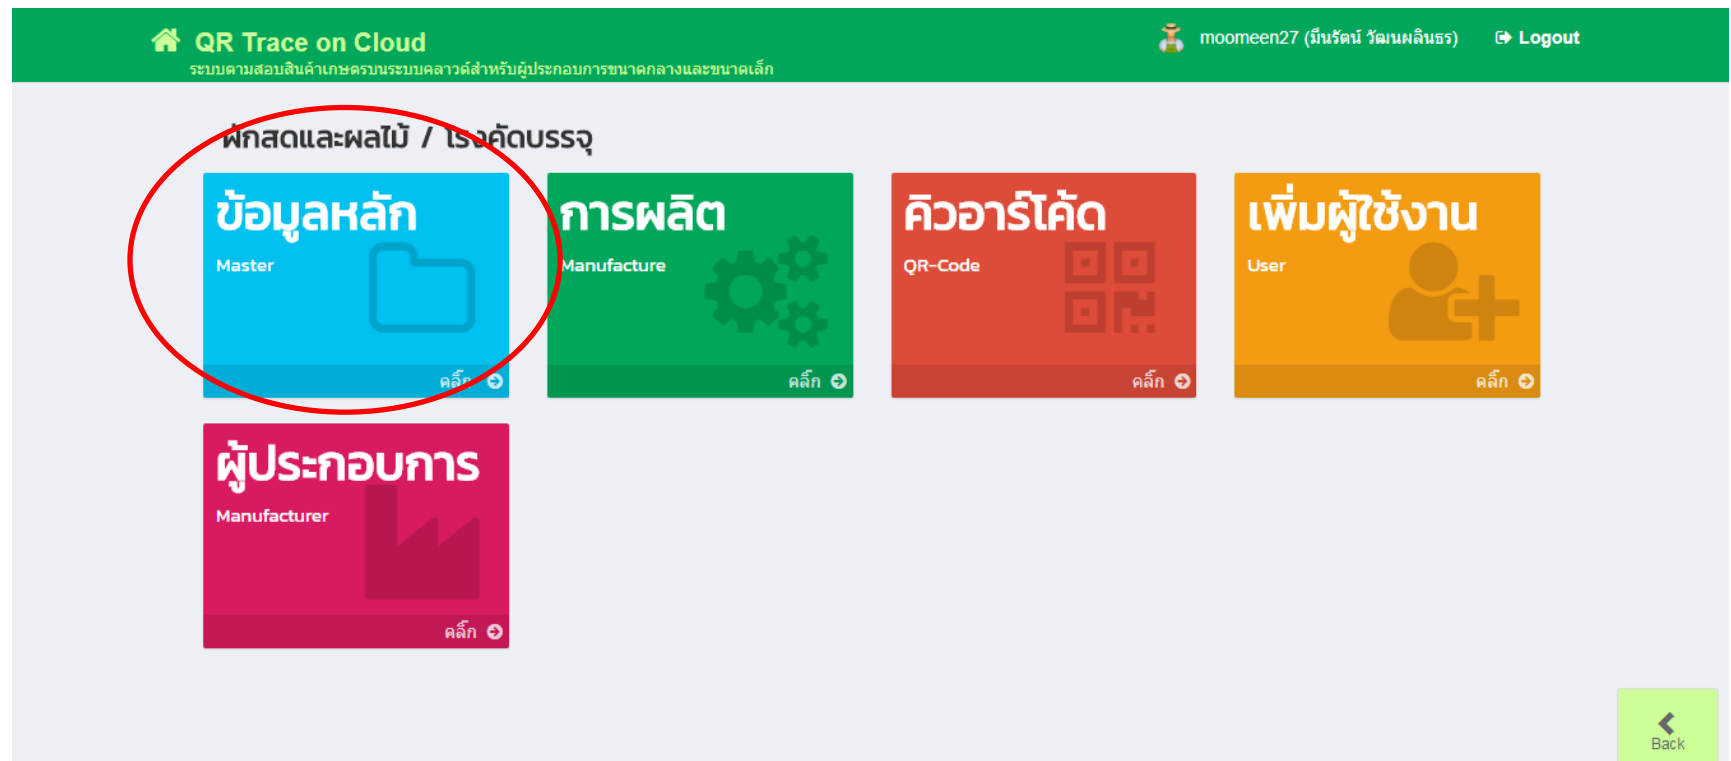 QR Trace on Cloud
ระบบตามสอบสินค้าเกษตรบนระบบคลาวด์สำหรับผู้ประกอบการขนาดกลางและขนาดเล็ก
moomeen27 (มีนรัตน์ วัฒนผลินธร)
Logout
ผักสดและผลไม้ / โรงคัดบรรจุ
ข้อมูลหลัก
Master
คลิ๊ก
การผลิต
Manufacture
คลิ๊ก
คิวอาร์โค้ด
QR-Code
คลิ๊ก
เพิ่มผู้ใช้งาน
User
คลิ๊ก
ผู้ประกอบการ
Manufacturer
คลิ๊ก
Back